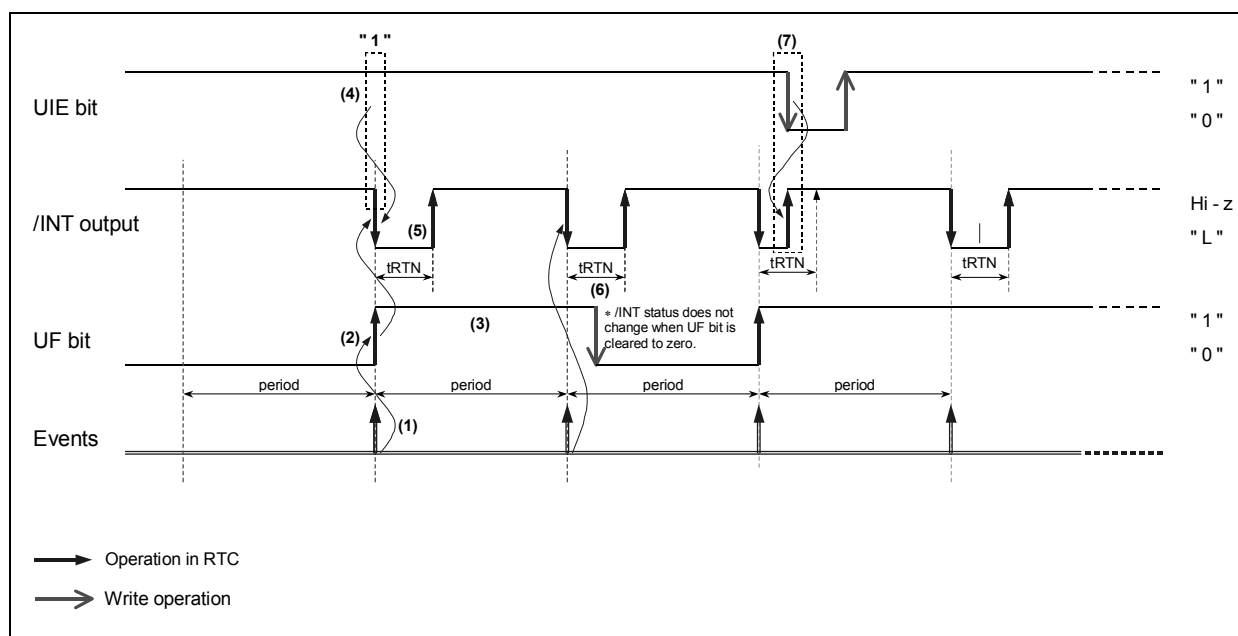 " 1 "
(7)
(4)
UIE bit
" 1 "
" 0 "
/INT output
(5)
Hi - z
" L "
tRTN
tRTN
tRTN
tRTN
(6)
(2)
(3)
* /INT status does not
change when UF bit is
cleared to zero.
UF bit
" 1 "
" 0 "
period
period
period
period
(1)
Events
Operation in RTC
Write operation